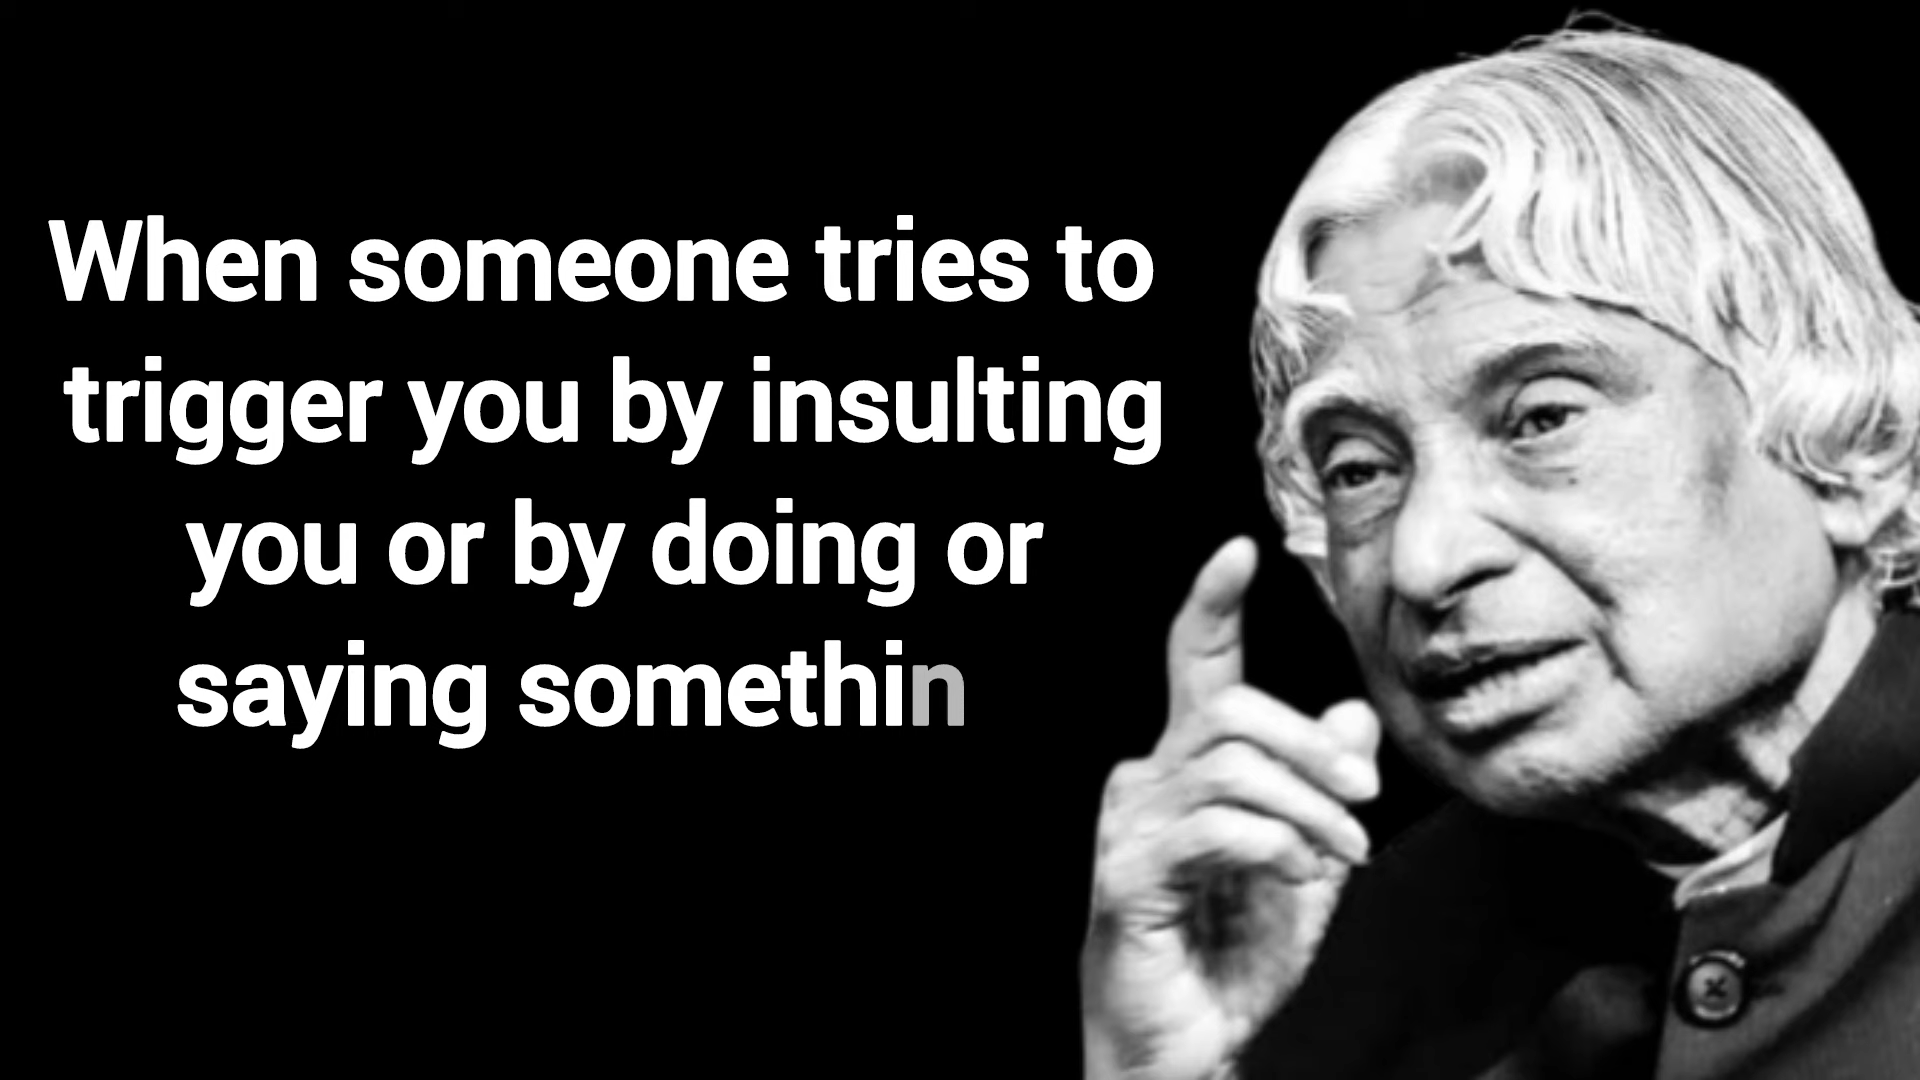 When someone tries to
trigger you by insulting
you or by doing or
saying somethin